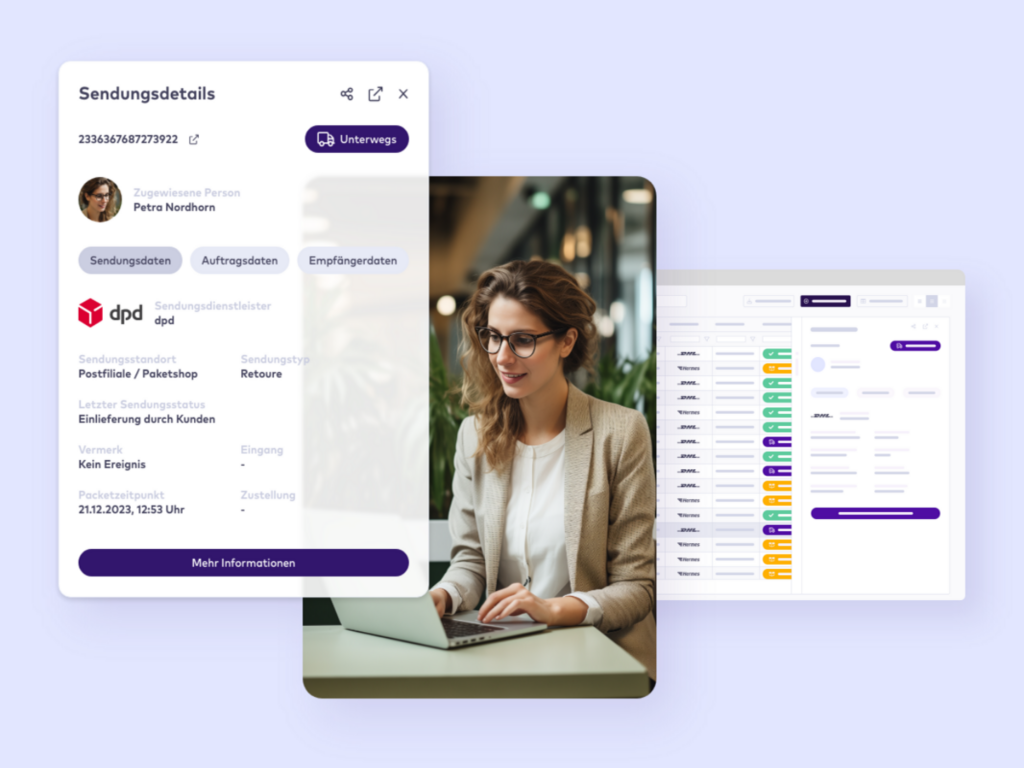 Sendungsdetails
2336367687273922
Unterwegs
Zugewiesene Person
Petra Nordhorn
Sendungsdaten
Auftragsdaten
Empfängerdaten
dpd
Sendungsdienstleister
dpd
Sendungsstandort
Sendungstyp
Postfiliale / Paketshop
Retoure
Letzter Sendungsstatus
Einlieferung durch Kunden
Vermerk
Eingang
Kein Ereignis
-
Packetzeitpunkt
Zustellung
21.12.2023, 12:53 Uhr
-
Mehr Informationen